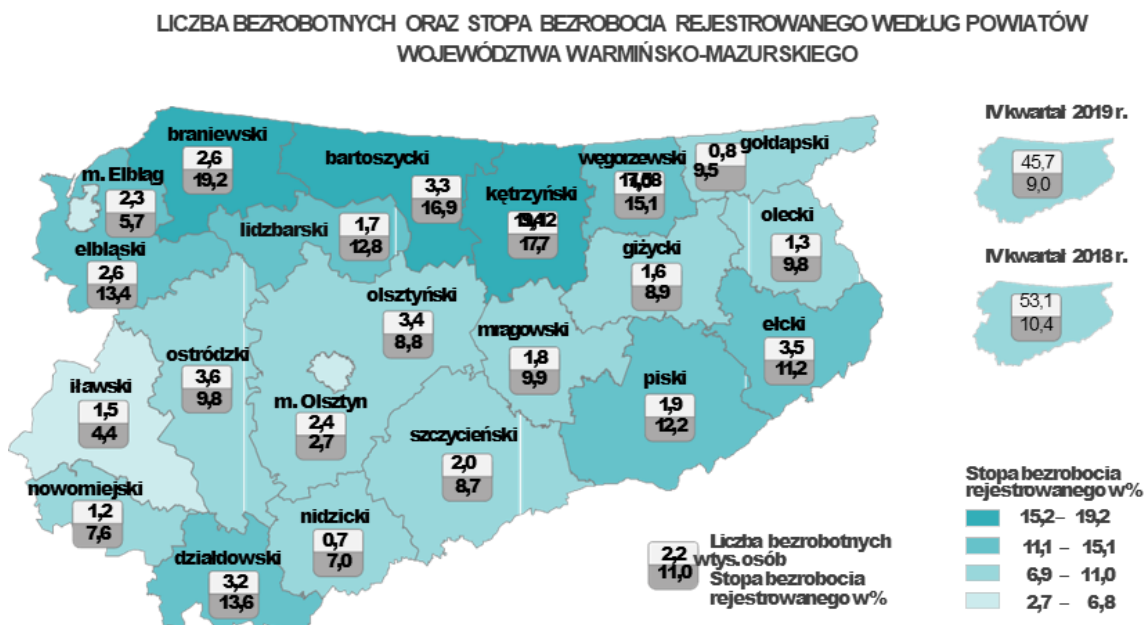 LICZBA BEZROBOTNYCH ORAZ STOPA BEZROBOCIA REJESTROWANEGO WEDŁUG POWIATÓW
WOJEWÓDZTWA WARMIŃSKO-MAZURSKIEGO
braniewski
2,6
19,2
bartoszycki
3,3
16,9
kętrzyński
17,7
węgorzewski
15,1
gołdapski
0,8
9,5
m. Elbląg
2,3
5,7
elbląski
2,6
13,4
lidzbarski
1,7
12,8
olecki
1,3
9,8
giżycki
1,6
8,9
olsztyński
3,4
8,8
mrągowski
1,8
9,9
ełcki
3,5
11,2
ostródzki
3,6
9,8
iławski
1,5
4,4
m. Olsztyn
2,4
2,7
piski
1,9
12,2
szczycieński
2,0
8,7
nowomiejski
1,2
7,6
nidzicki
0,7
7,0
działdowski
3,2
13,6
IV kwartał 2019 r.
45,7
9,0
IV kwartał 2018 r.
53,1
10,4
2,2
11,0
Liczba bezrobotnych
w tys. osób
Stopa bezrobocia
rejestrowanego w %
Stopa bezrobocia
rejestrowanego w %
15,2 – 19,2
11,1 – 15,1
6,9 – 11,0
2,7 – 6,8